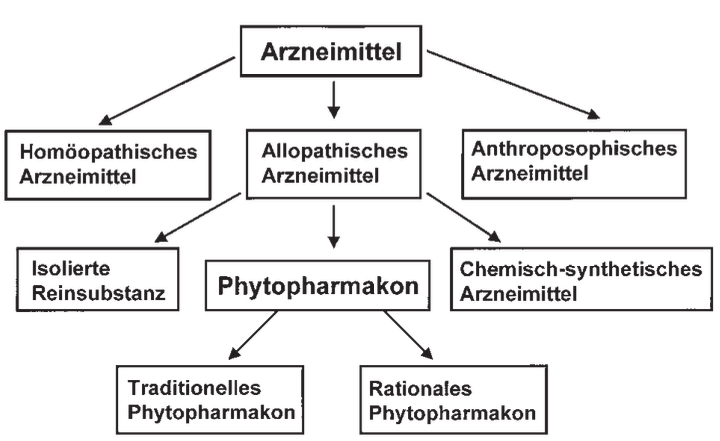 Arzneimittel
Homöopathisches
Arzneimittel
Allopathisches
Arzneimittel
Anthroposophisches
Arzneimittel
Isolierte
Reinsubstanz
Phytopharmakon
Chemisch-synthetisches
Arzneimittel
Traditionelles
Phytopharmakon
Rationales
Phytopharmakon